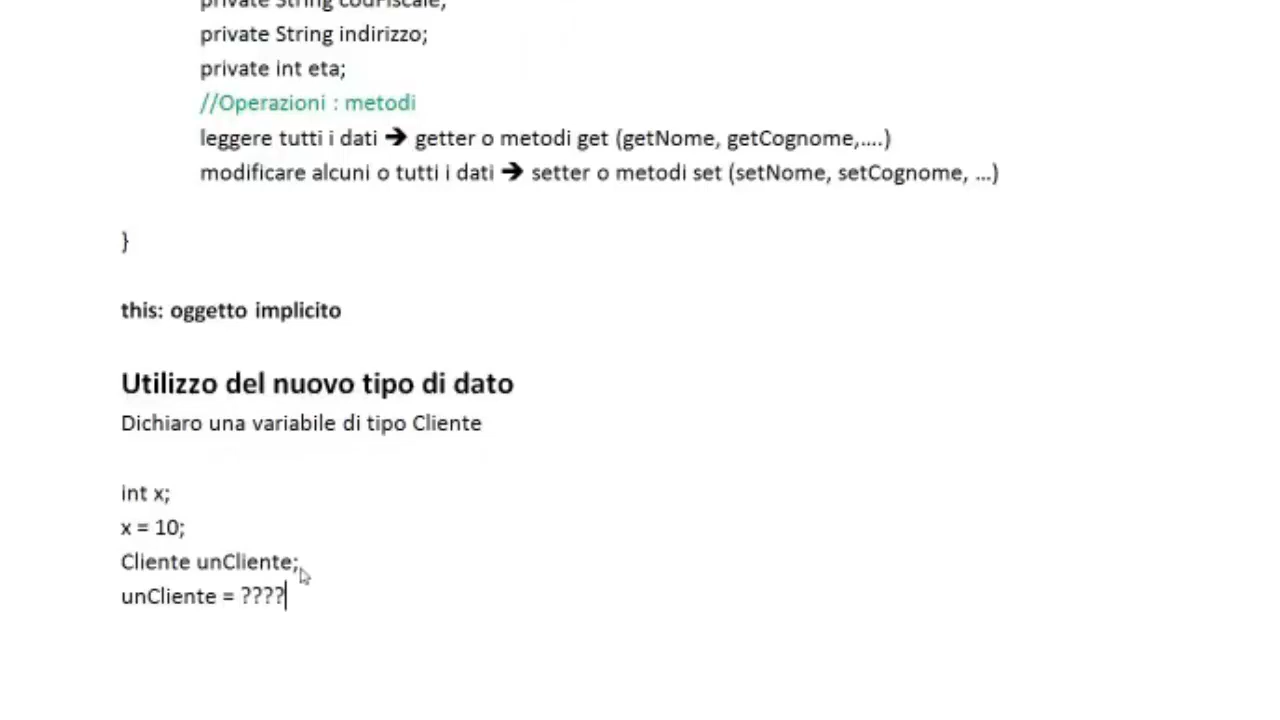 private String codFiscale;
private String indirizzo;
private int eta;
//Operazioni : metodi
leggere tutti i dati ➔ getter o metodi get (getNome, getCognome,....)
modificare alcuni o tutti i dati ➔ setter o metodi set (setNome, setCognome, ...)
}
this: oggetto implicito
Utilizzo del nuovo tipo di dato
Dichiaro una variabile di tipo Cliente
int x;
x = 10;
Cliente unCliente;
unCliente = ????